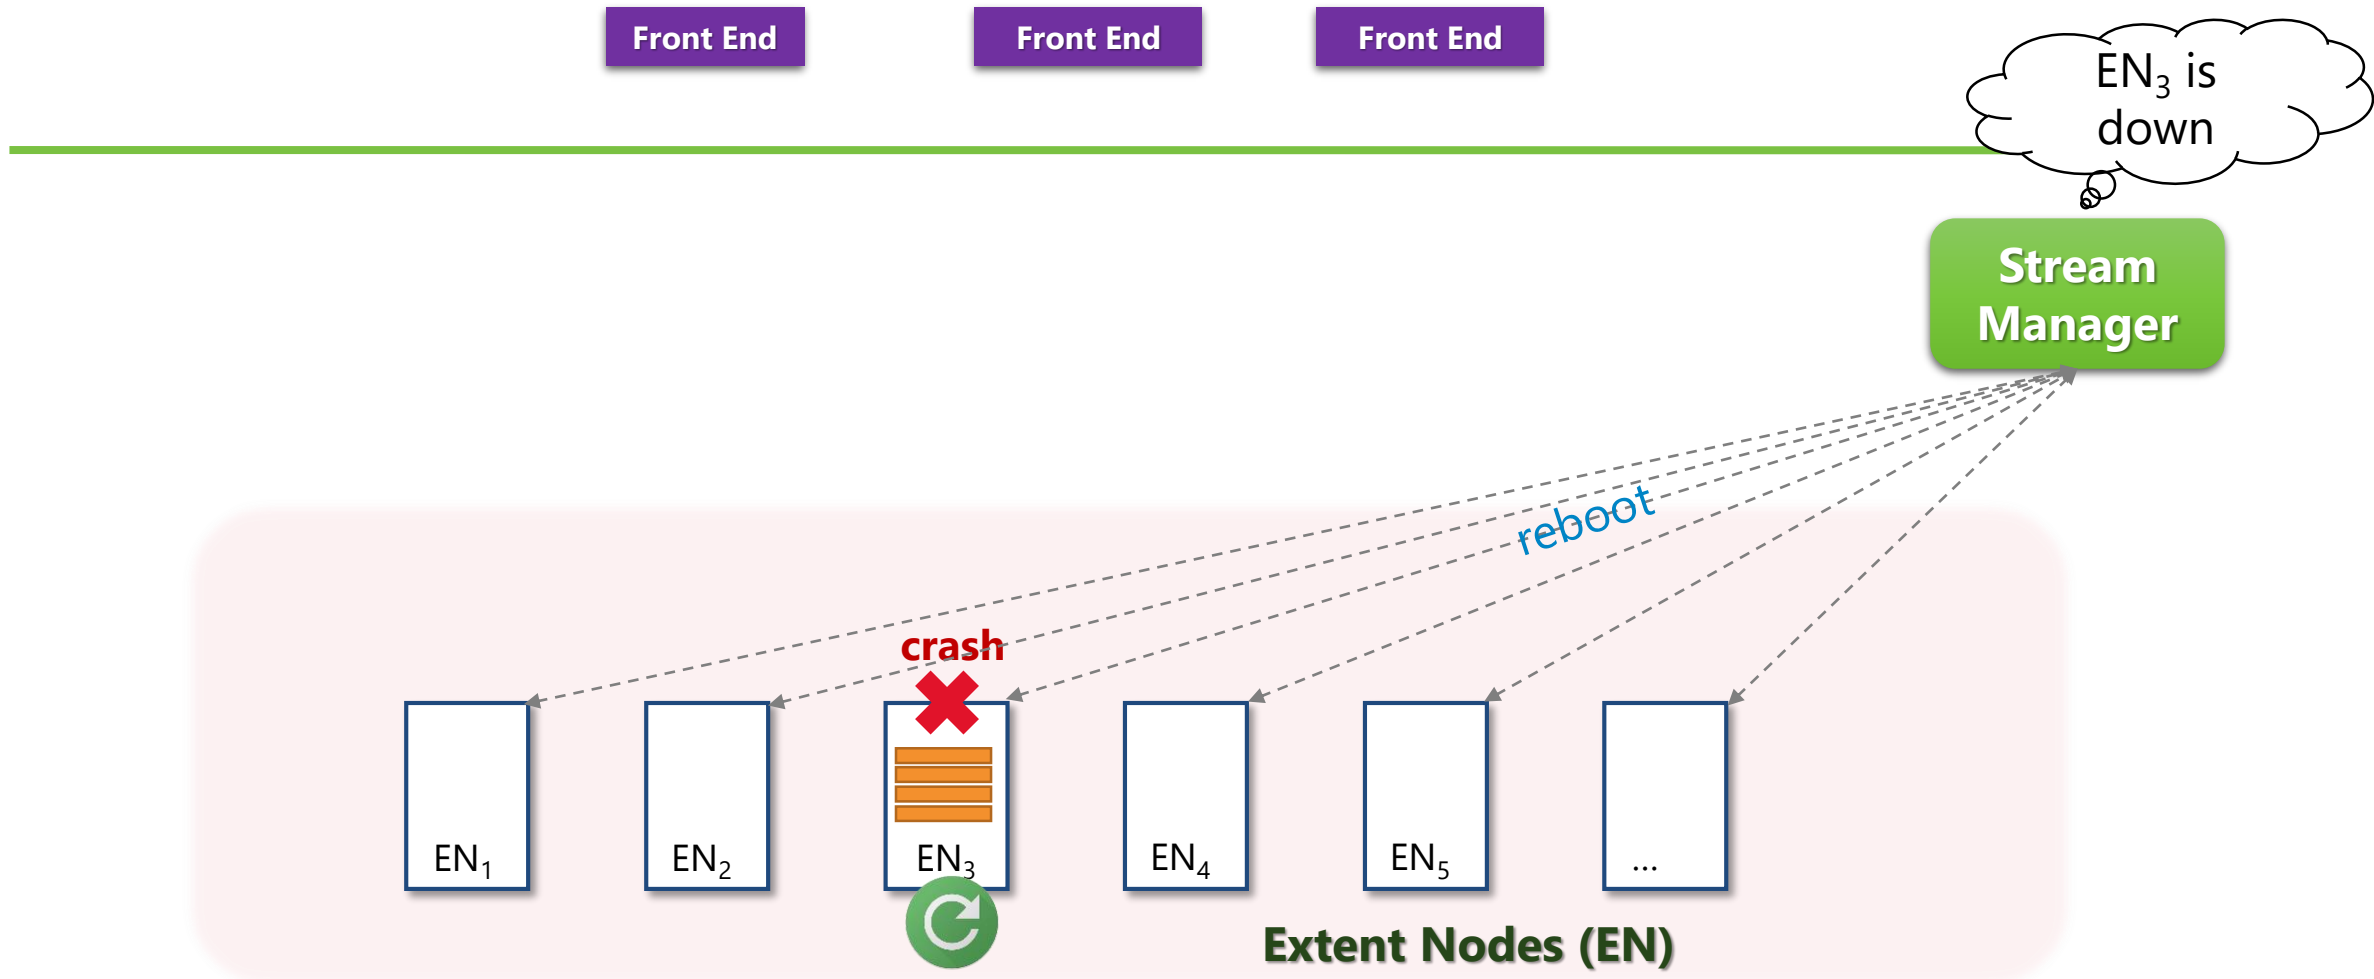 Front End
Front End
Front End
EN₃ is
down
Stream
Manager
reboot
crash
EN₁
EN₂
EN₃
EN₄
EN₅
...
Extent Nodes (EN)